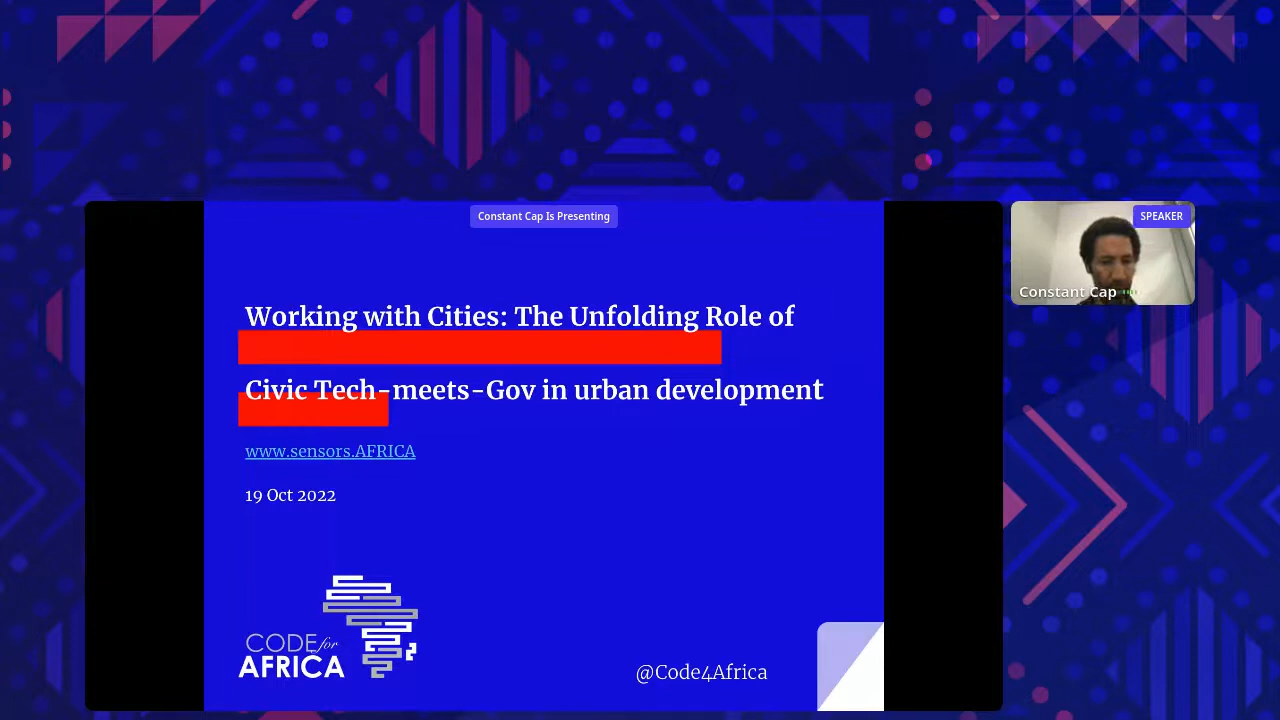 Constant Cap Is Presenting
SPEAKER
Constant Cap
Working with Cities: The Unfolding Role of
Civic Tech-meets-Gov in urban development
www.sensors.AFRICA
19 Oct 2022
CODE for
AFRICA
@Code4Africa